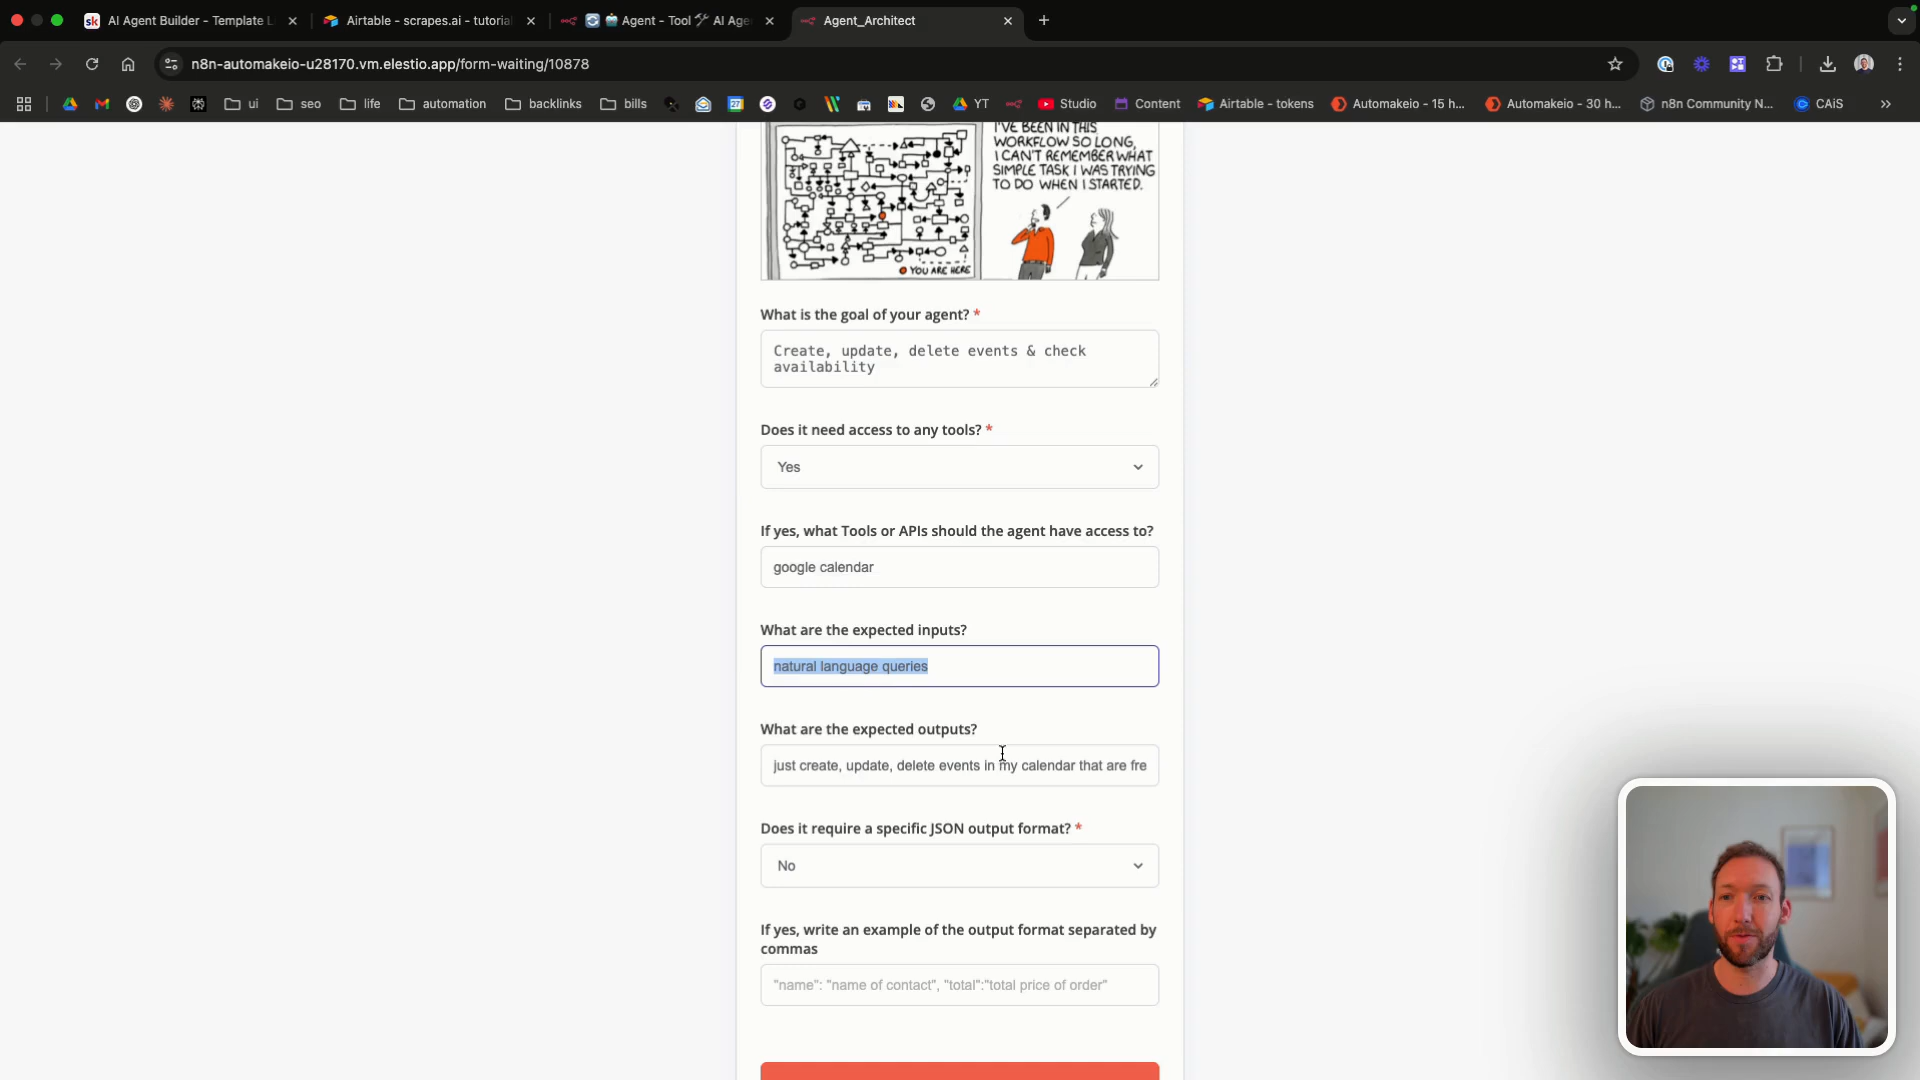 AI Agent Builder - Template L
Airtable - scrapes.ai - tutorial
Agent - Tool AI Age
Agent_Architect
n8n-automakeio-u28170.vm.elestio.app/form-waiting/10878
ui
seo
life
automation
backlinks
bills
YT
Studio
Content
Airtable - tokens
Automakeio - 15 h...
Automakeio - 30 h...
n8n Community N...
CAiS
I'VE BEEN IN THIS
WORKFLOW SO LONG,
I CAN'T REMEMBER WHAT
SIMPLE TASK I WAS TRYING
TO DO WHEN I STARTED.
YOU ARE HERE
What is the goal of your agent? *
Create, update, delete events & check
availability
Does it need access to any tools? *
Yes
If yes, what Tools or APIs should the agent have access to?
google calendar
What are the expected inputs?
natural language queries
What are the expected outputs?
just create, update, delete events in my calendar that are fre
Does it require a specific JSON output format? *
No
If yes, write an example of the output format separated by
commas
"name": "name of contact", "total":"total price of order"